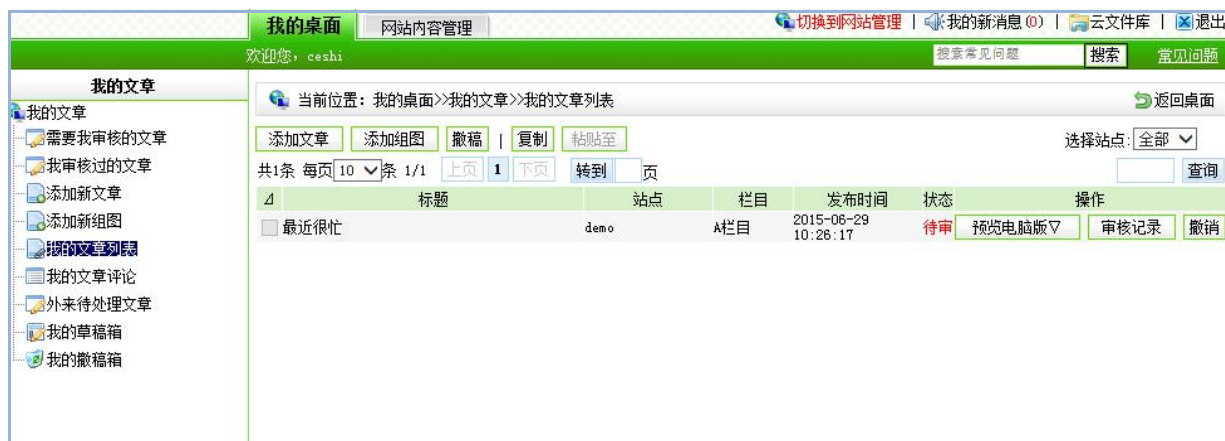 我的桌面 网站内容管理 切换到网站管理 | 我的新消息(0) | 云文件库 | 退出
欢迎您，ceshi 搜索常见问题 搜索 常见问题
我的文章
我的文章
需要我审核的文章
我审核过的文章
添加新文章
添加新组图
我的文章列表
我的文章评论
外来待处理文章
我的草稿箱
我的撤稿箱
当前位置：我的桌面>>我的文章>>我的文章列表 返回桌面
添加文章 添加组图 撤稿 | 复制 粘贴至 选择站点：全部
共1条 每页10条 1/1 上页 1 下页 转到 页 查询
标题 站点 栏目 发布时间 状态 操作
最近很忙 demo A栏目 2015-06-29 10:26:17 待审 预览电脑版▽ 审核记录 撤销